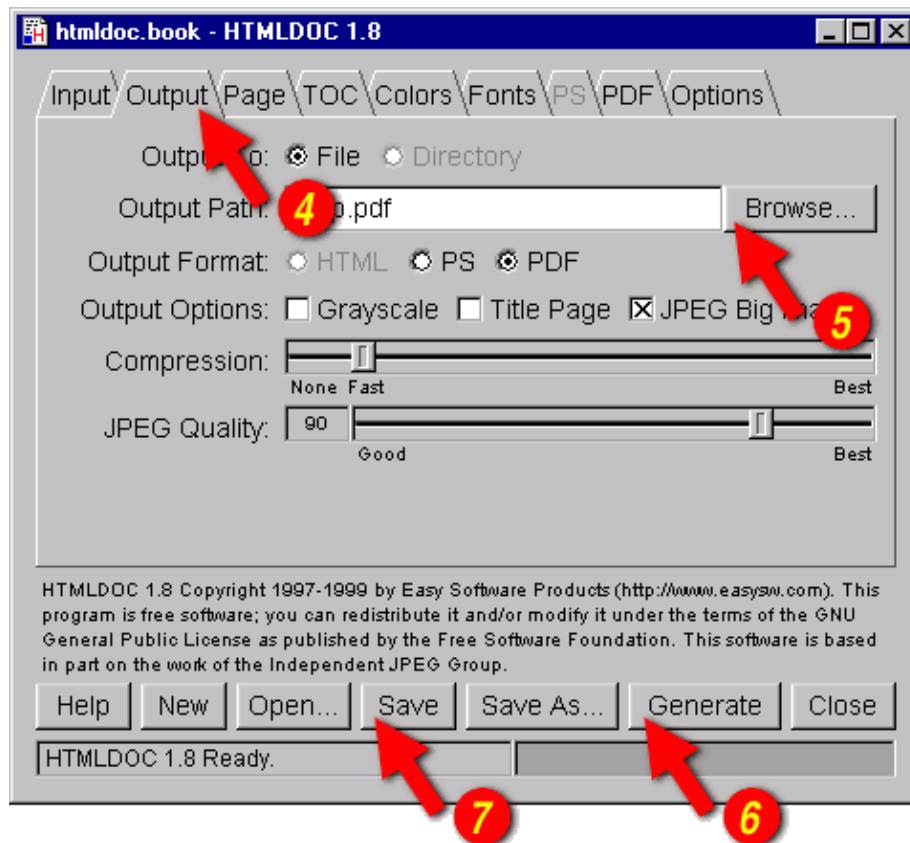 htmldoc.book - HTMLDOC 1.8
Input Output Page TOC Colors Fonts PS PDF Options
Output To: File Directory
Output Path: .pdf Browse...
4
Output Format: HTML PS PDF
Output Options: Grayscale Title Page JPEG Big
5
Compression:
None Fast Best
JPEG Quality: 90
Good Best
HTMLDOC 1.8 Copyright 1997-1999 by Easy Software Products (http://www.easysw.com). This
program is free software; you can redistribute it and/or modify it under the terms of the GNU
General Public License as published by the Free Software Foundation. This software is based
in part on the work of the Independent JPEG Group.
Help New Open... Save Save As... Generate Close
HTMLDOC 1.8 Ready.
7 6